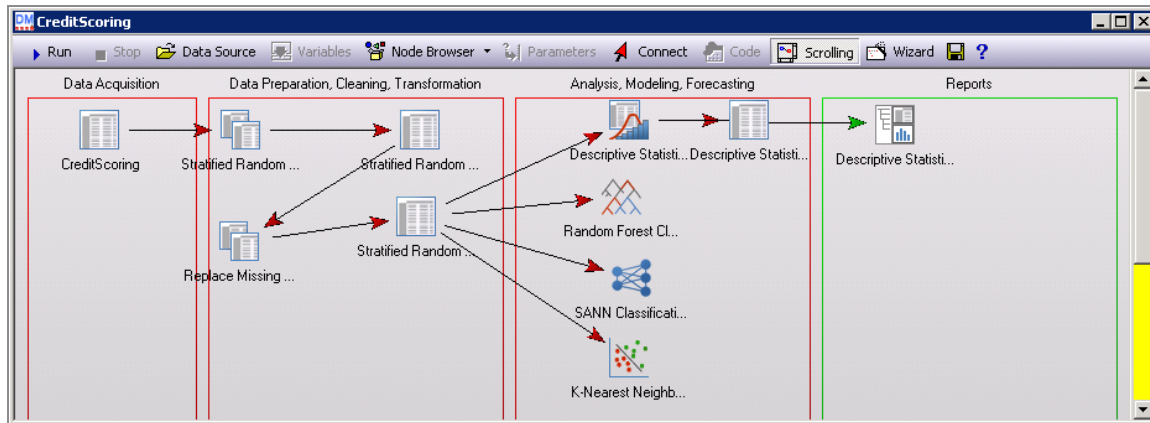 DM CreditScoring
Run Stop Data Source Variables Node Browser Parameters Connect Code Scrolling Wizard ?
Data Acquisition Data Preparation, Cleaning, Transformation Analysis, Modeling, Forecasting Reports
CreditScoring Stratified Random ... Stratified Random ... Descriptive Statisti... Descriptive Statisti... Descriptive Statisti...
Replace Missing ... Stratified Random ... Random Forest Cl...
SANN Classificati...
K-Nearest Neighb...